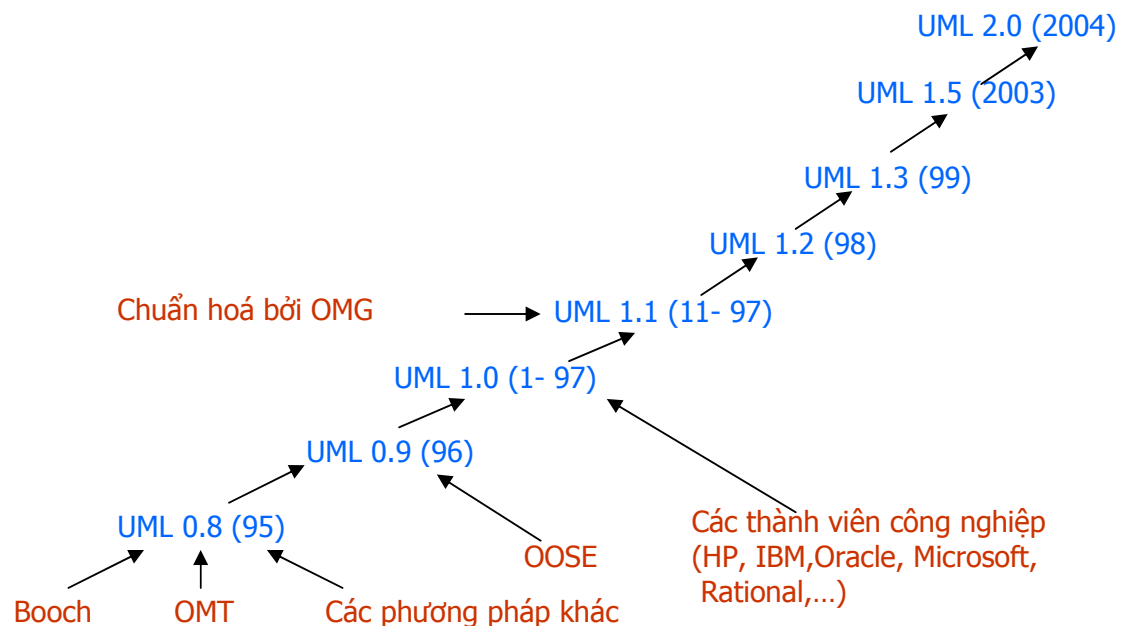 UML 2.0 (2004)
UML 1.5 (2003)
UML 1.3 (99)
UML 1.2 (98)
Chuẩn hoá bởi OMG
UML 1.1 (11- 97)
UML 1.0 (1- 97)
UML 0.9 (96)
UML 0.8 (95)
Các thành viên công nghiệp
(HP, IBM,Oracle, Microsoft,
Rational,...)
OOSE
Booch
OMT
Các phương pháp khác